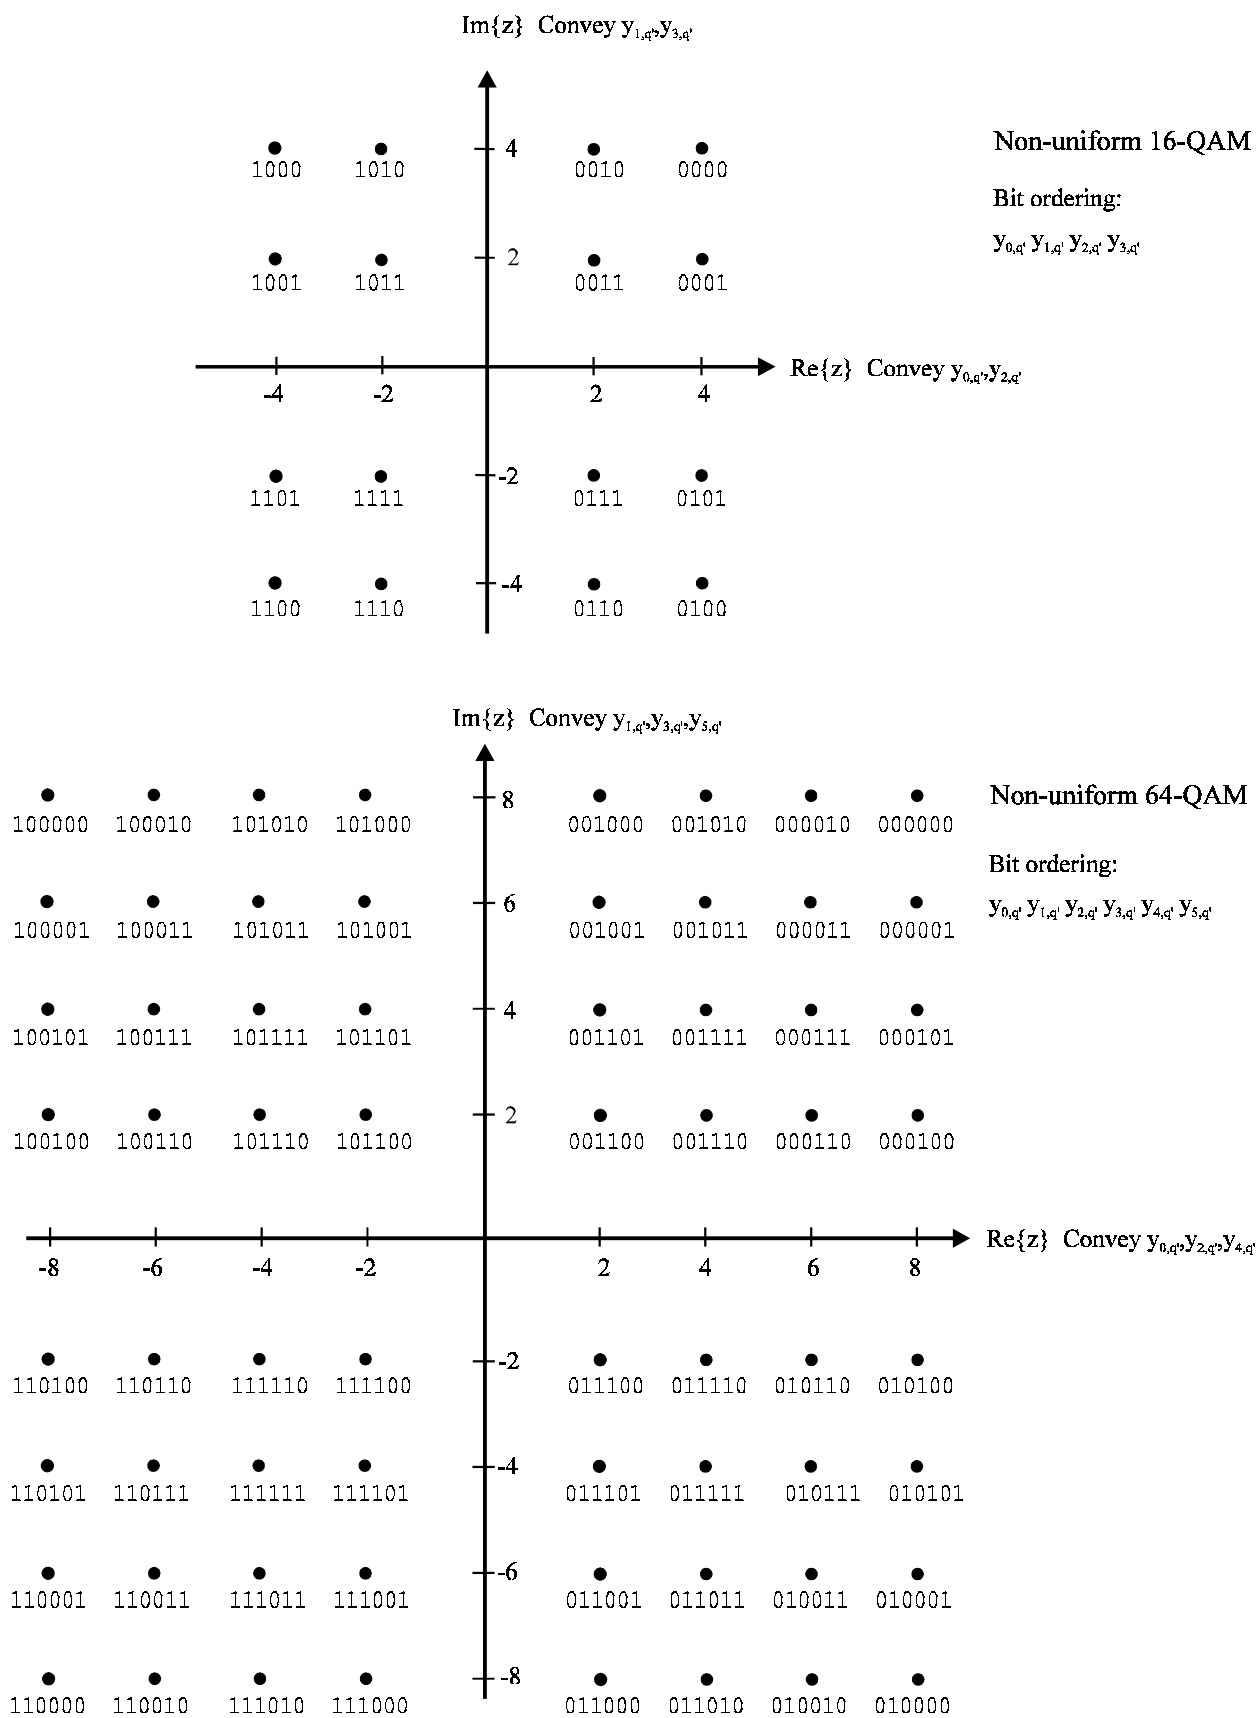 Im{z} Convey y1,q',y3,q'
4
1000 1010 0010 0000
Non-uniform 16-QAM
Bit ordering:
y0,q' y1,q' y2,q' y3,q'
2
1001 1011 0011 0001
Re{z} Convey y0,q',y2,q'
-4 -2 2 4
-2
1101 1111 0111 0101
-4
1100 1110 0110 0100
Im{z} Convey y1,q',y3,q',y5,q'
8
Non-uniform 64-QAM
100000 100010 101010 101000 001000 001010 000010 000000
Bit ordering:
6
y0,q' y1,q' y2,q' y3,q' y4,q' y5,q'
100001 100011 101011 101001 001001 001011 000011 000001
4
100101 100111 101111 101101 001101 001111 000111 000101
2
100100 100110 101110 101100 001100 001110 000110 000100
Re{z} Convey y0,q',y2,q',y4,q'
-8 -6 -4 -2 2 4 6 8
-2
110100 110110 111110 111100 011100 011110 010110 010100
-4
110101 110111 111111 111101 011101 011111 010111 010101
-6
110001 110011 111011 111001 011001 011011 010011 010001
-8
110000 110010 111010 111000 011000 011010 010010 010000